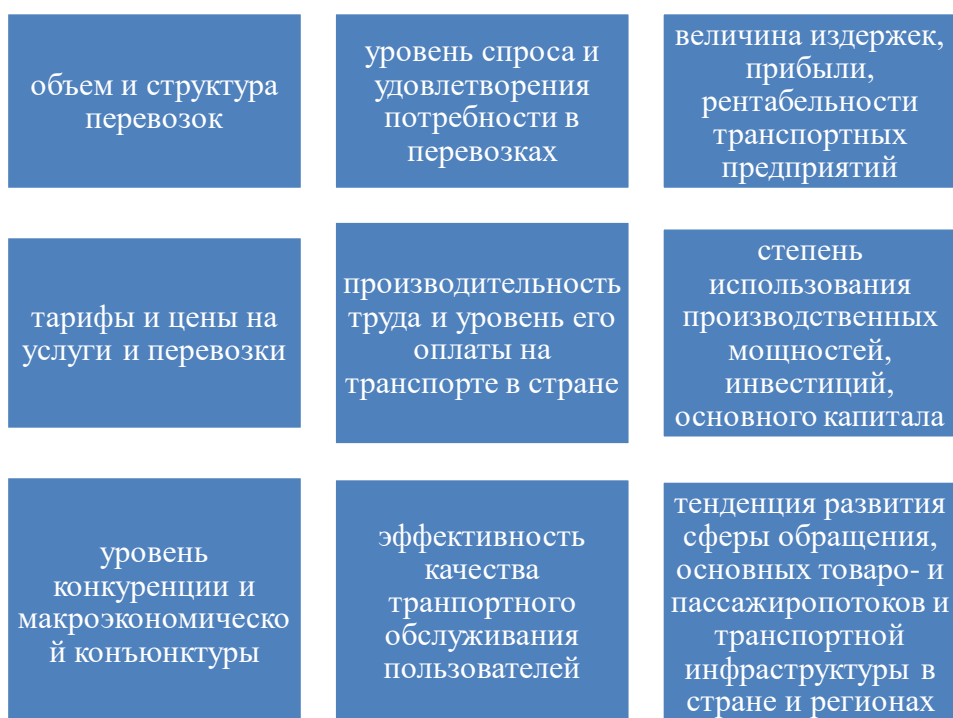 объем и структура
перевозок
уровень спроса и
удовлетворения
потребности в
перевозках
величина издержек,
прибыли,
рентабельности
транспортных
предприятий
тарифы и цены на
услуги и перевозки
производительность
труда и уровень его
оплаты на
транспорте в стране
степень
использования
производственных
мощностей,
инвестиций,
основного капитала
уровень
конкуренции и
макроэкономическо
й конъюнктуры
эффективность
качества
транпортного
обслуживания
пользователей
тенденция развития
сферы обращения,
основных товаро- и
пассажиропотоков и
транспортной
инфраструктуры в
стране и регионах